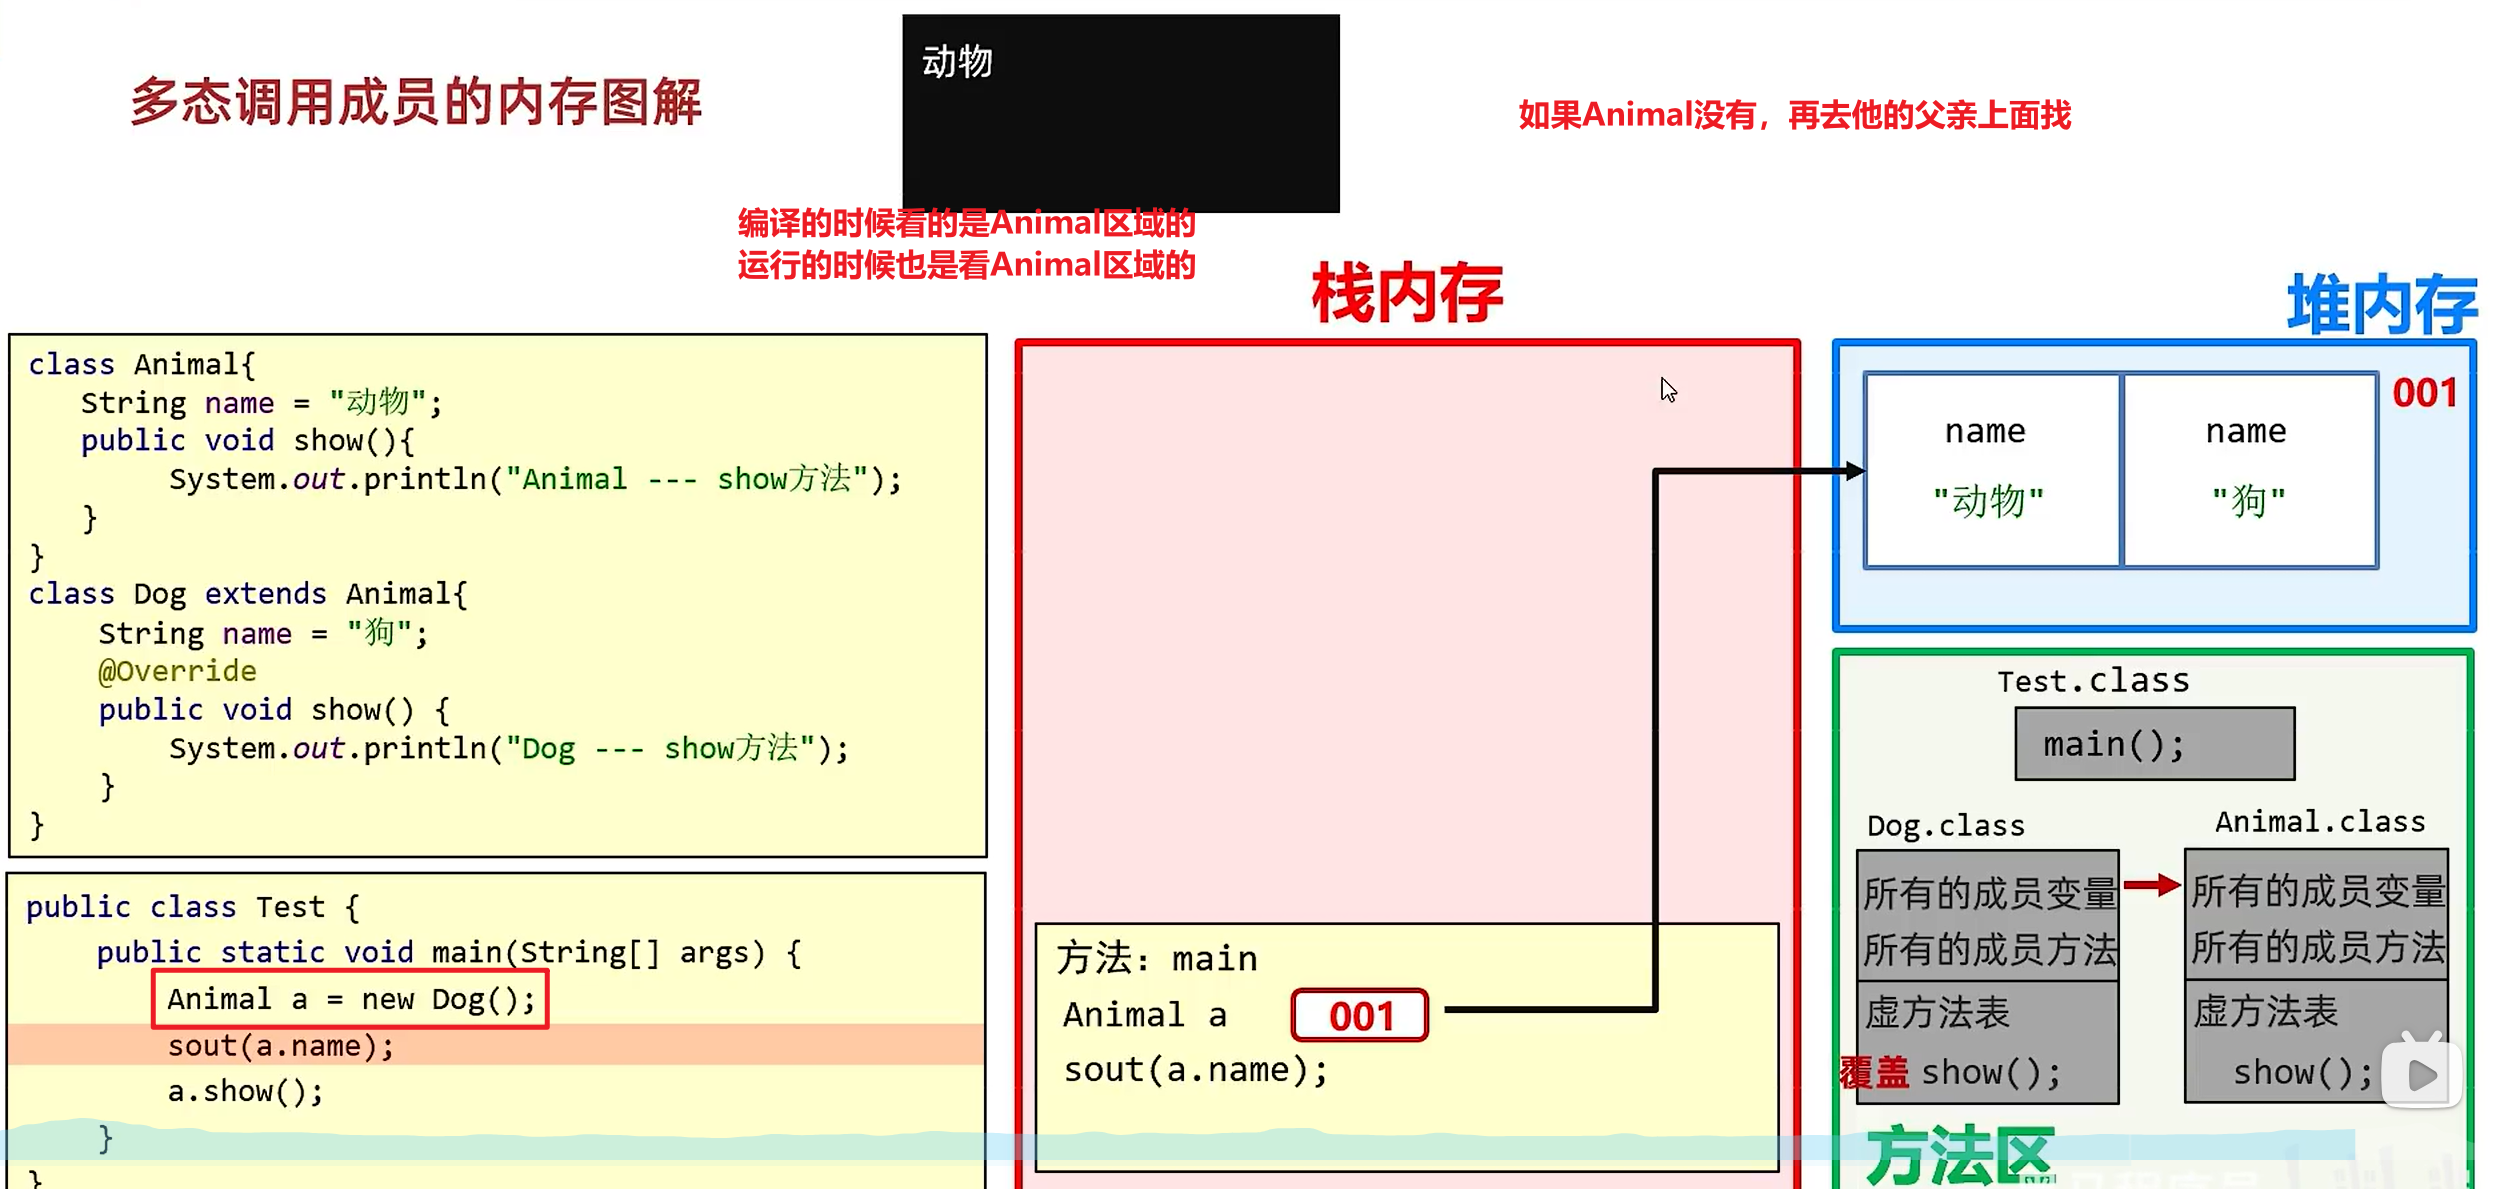 动物
多态调用成员的内存图解
如果Animal没有，再去他的父亲上面找
编译的时候看的是Animal区域的
运行的时候也是看Animal区域的
class Animal{
String name = "动物";
public void show(){
System.out.println("Animal --- show方法");
}
}
class Dog extends Animal{
String name = "狗";
@Override
public void show() {
System.out.println("Dog --- show方法");
}
}
public class Test {
public static void main(String[] args) {
Animal a = new Dog();
sout(a.name);
a.show();
}
}
栈内存
方法：main
Animal a 001
sout(a.name);
堆内存
001
name name
"动物" "狗"
Test.class
main();
Dog.class
所有的成员变量
所有的成员方法
虚方法表
覆盖 show();
Animal.class
所有的成员变量
所有的成员方法
虚方法表
show();
方法区